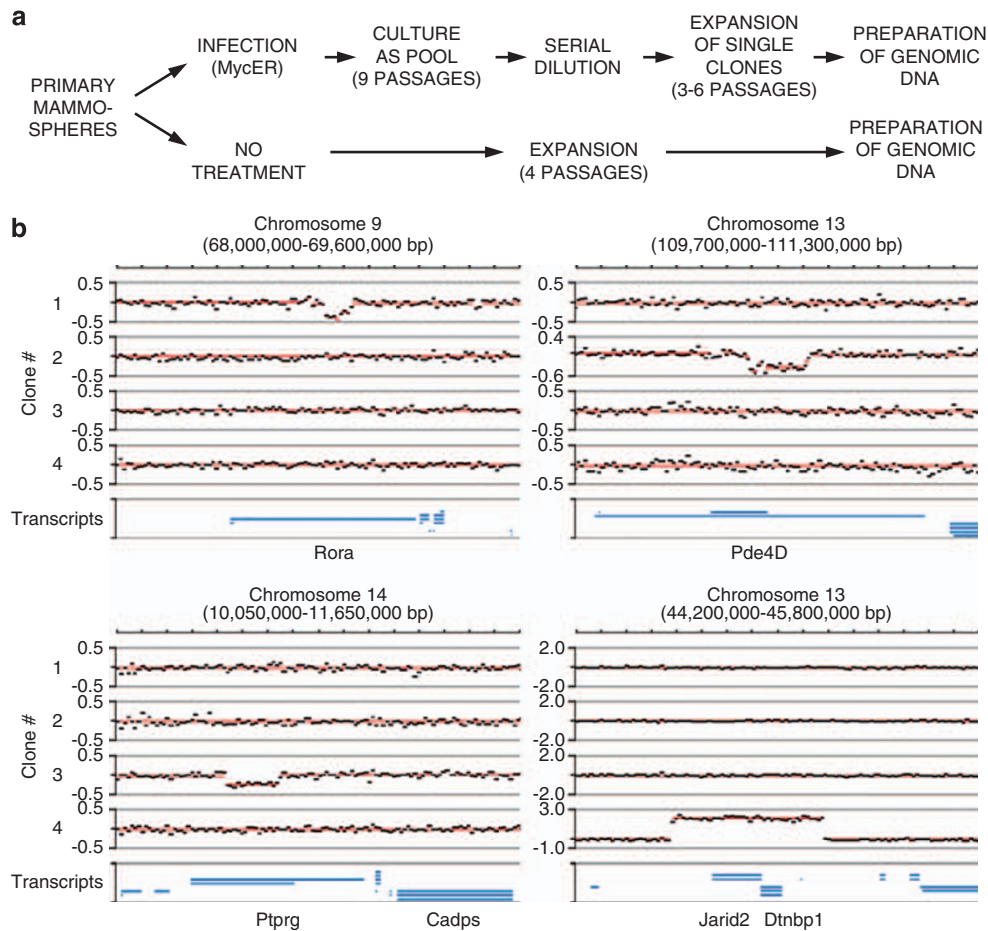 a
PRIMARY
MAMMO-
SPHERES
INFECTION
(MycER)
CULTURE
AS POOL
(9 PASSAGES)
SERIAL
DILUTION
EXPANSION
OF SINGLE
CLONES
(3-6 PASSAGES)
PREPARATION
OF GENOMIC
DNA
NO
TREATMENT
EXPANSION
(4 PASSAGES)
PREPARATION
OF GENOMIC
DNA
b
Chromosome 9
(68,000,000-69,600,000 bp)
Clone #
1
0.5
-0.5
2
0.5
-0.5
3
0.5
-0.5
4
0.5
-0.5
Transcripts
Rora
Chromosome 13
(109,700,000-111,300,000 bp)
0.5
-0.5
0.4
-0.6
0.5
-0.5
0.5
-0.5
Pde4D
Chromosome 14
(10,050,000-11,650,000 bp)
Clone #
1
0.5
-0.5
2
0.5
-0.5
3
0.5
-0.5
4
0.5
-0.5
Transcripts
Ptprg Cadps
Chromosome 13
(44,200,000-45,800,000 bp)
2.0
-2.0
2.0
-2.0
2.0
-2.0
3.0
-1.0
Jarid2 Dtnbp1